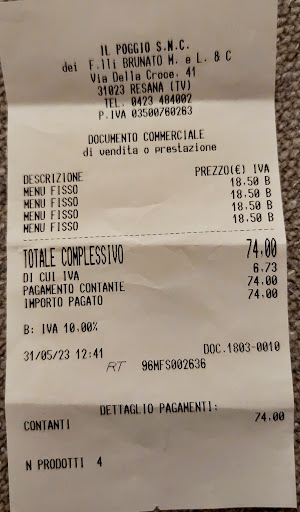 IL POGGIO S.N.C.
dei F.lli BRUNATO M. e L. & C
Via Della Croce, 41
31023 RESANA (TV)
TEL. 0423 484002
P.IVA 03500760263
DOCUMENTO COMMERCIALE
di vendita o prestazione
DESCRIZIONE PREZZO(€) IVA
MENU FISSO 18,50 B
MENU FISSO 18,50 B
MENU FISSO 18,50 B
MENU FISSO 18,50 B
TOTALE COMPLESSIVO 74,00
DI CUI IVA 6,73
PAGAMENTO CONTANTE 74,00
IMPORTO PAGATO 74,00
B: IVA 10,00%
31/05/23 12:41 DOC.1803-0010
RT 96MFS002636
DETTAGLIO PAGAMENTI:
CONTANTI 74,00
N PRODOTTI 4